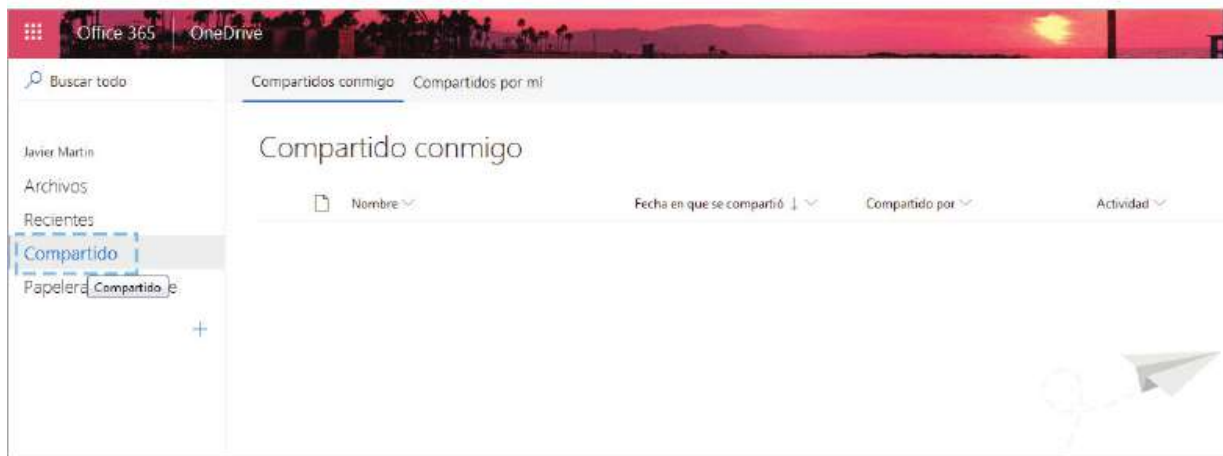 Office 365 OneDrive
Buscar todo
Compartidos conmigo Compartidos por mí
Javier Martin
Compartido conmigo
Archivos
Nombre Fecha en que se compartió Compartido por Actividad
Recientes
Compartido
Papelera
Compartido